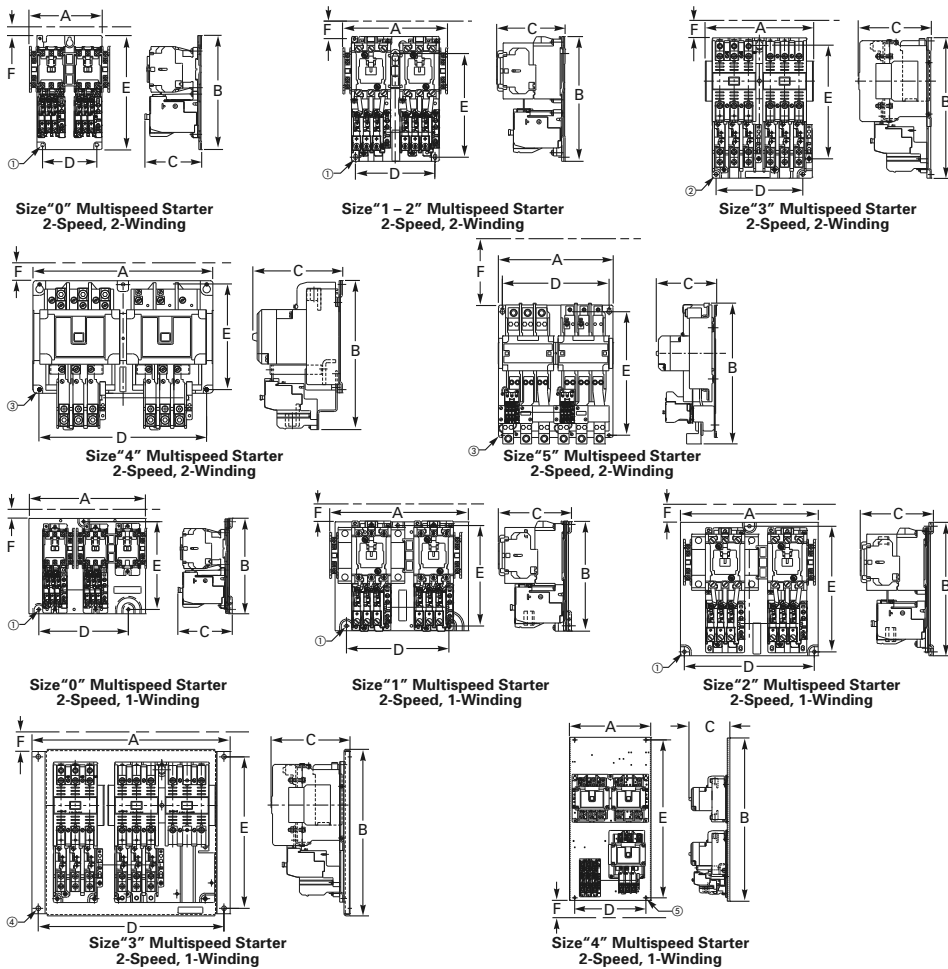 A
F
E
B
①
D
C
Size“0” Multispeed Starter
2-Speed, 2-Winding
F
A
C
B
E
①
D
Size“1 – 2” Multispeed Starter
2-Speed, 2-Winding
F
A
C
B
E
②
D
Size“3” Multispeed Starter
2-Speed, 2-Winding
F
A
C
E
B
③
D
Size“4” Multispeed Starter
2-Speed, 2-Winding
F
A
D
C
E
B
③
Size“5” Multispeed Starter
2-Speed, 2-Winding
A
F
E
B
①
D
C
Size“0” Multispeed Starter
2-Speed, 1-Winding
F
A
C
E
B
①
D
Size“1” Multispeed Starter
2-Speed, 1-Winding
F
A
C
E
B
①
D
Size“2” Multispeed Starter
2-Speed, 1-Winding
F
A
C
E
B
④
D
Size“3” Multispeed Starter
2-Speed, 1-Winding
A
C
E
B
F
D
⑤
Size“4” Multispeed Starter
2-Speed, 1-Winding